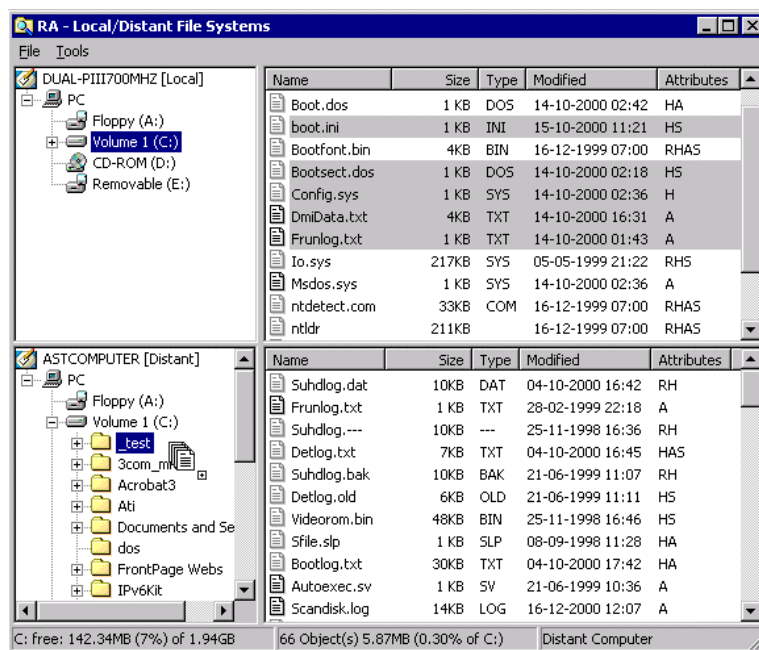 RA - Local/Distant File Systems
File Tools
DUAL-PIII700MHZ [Local]
PC
Floppy (A:)
Volume 1 (C:)
CD-ROM (D:)
Removable (E:)
Name Size Type Modified Attributes
Boot.dos 1 KB DOS 14-10-2000 02:42 HA
boot.ini 1 KB INI 15-10-2000 11:21 HS
Bootfont.bin 4KB BIN 16-12-1999 07:00 RHAS
Bootsect.dos 1 KB DOS 14-10-2000 02:18 HS
Config.sys 1 KB SYS 14-10-2000 02:36 H
DmiData.txt 4KB TXT 14-10-2000 16:31 A
Frunlog.txt 1 KB TXT 14-10-2000 01:43 A
Io.sys 217KB SYS 05-05-1999 21:22 RHS
Msdos.sys 1 KB SYS 14-10-2000 02:36 A
ntdetect.com 33KB COM 16-12-1999 07:00 RHAS
ntldr 211KB 16-12-1999 07:00 RHAS
ASTCOMPUTER [Distant]
PC
Floppy (A:)
Volume 1 (C:)
_test
3com_m
Acrobat3
Ati
Documents and Se
dos
FrontPage Webs
IPv6Kit
Name Size Type Modified Attributes
Suhdlog.dat 10KB DAT 04-10-2000 16:42 RH
Frunlog.txt 1 KB TXT 28-02-1999 22:18 A
Suhdlog.--- 10KB --- 25-11-1998 16:36 RH
Detlog.txt 7KB TXT 04-10-2000 16:45 HAS
Suhdlog.bak 10KB BAK 21-06-1999 11:07 RH
Detlog.old 6KB OLD 21-06-1999 11:11 HS
Videorom.bin 48KB BIN 25-11-1998 16:46 HS
Sfile.slp 1 KB SLP 08-09-1998 11:28 HA
Bootlog.txt 30KB TXT 04-10-2000 17:42 HA
Autoexec.sv 1 KB SV 21-06-1999 10:36 A
Scandisk.log 14KB LOG 16-12-2000 12:07 A
C: free: 142.34MB (7%) of 1.94GB 66 Object(s) 5.87MB (0.30% of C:) Distant Computer